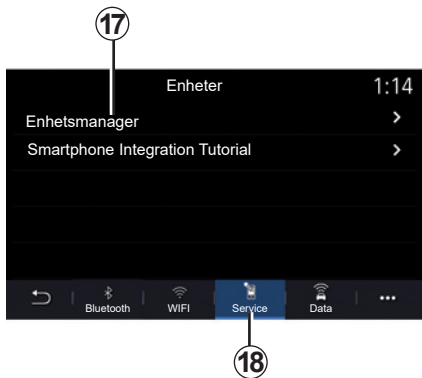 17
Enheter 1:14
Enhetsmanager
Smartphone Integration Tutorial
Bluetooth WIFI Service Data
18